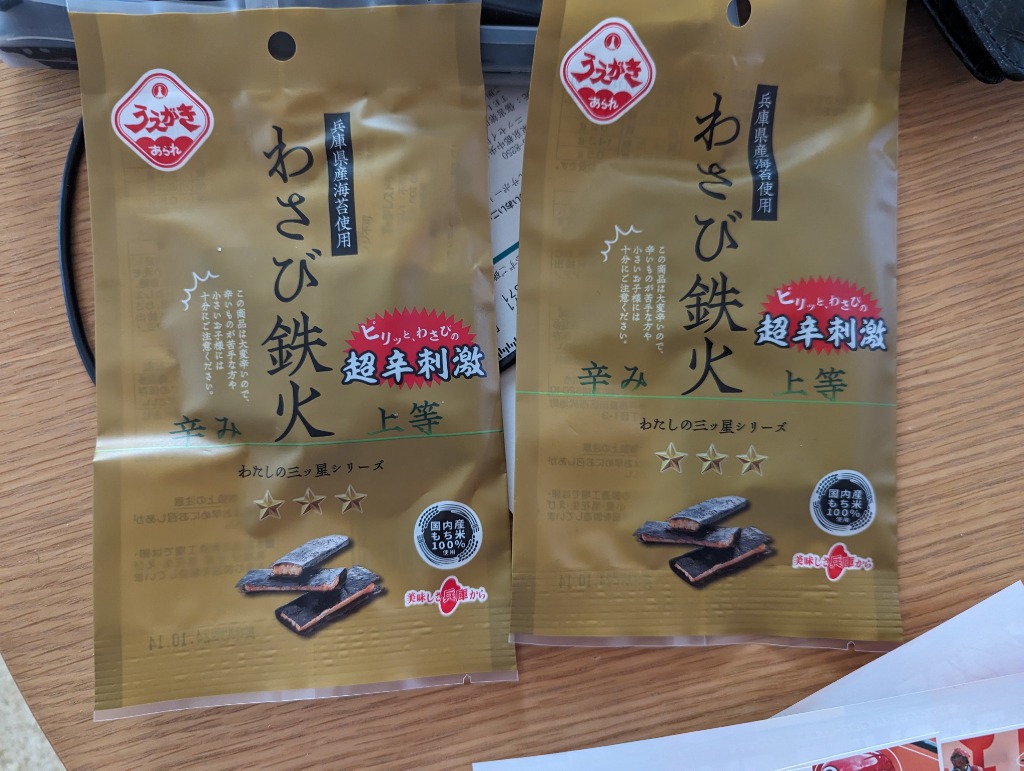 うえがき
あられ
兵庫県産海苔使用
わさび鉄火
この商品は大変辛いので、
辛いものが苦手な方や
小さいお子様には
十分にご注意ください。
ピリッと、わさびの
超辛刺激
辛み 上等
わたしの三ッ星シリーズ
国内産
もち米
100%
使用
美味しさ兵庫から
24.10.14
うえがき
あられ
兵庫県産海苔使用
わさび鉄火
この商品は大変辛いので、
辛いものが苦手な方や
小さいお子様には
十分にご注意ください。
ピリッと、わさびの
超辛刺激
辛み 上等
わたしの三ッ星シリーズ
国内産
もち米
100%
使用
美味しさ兵庫から